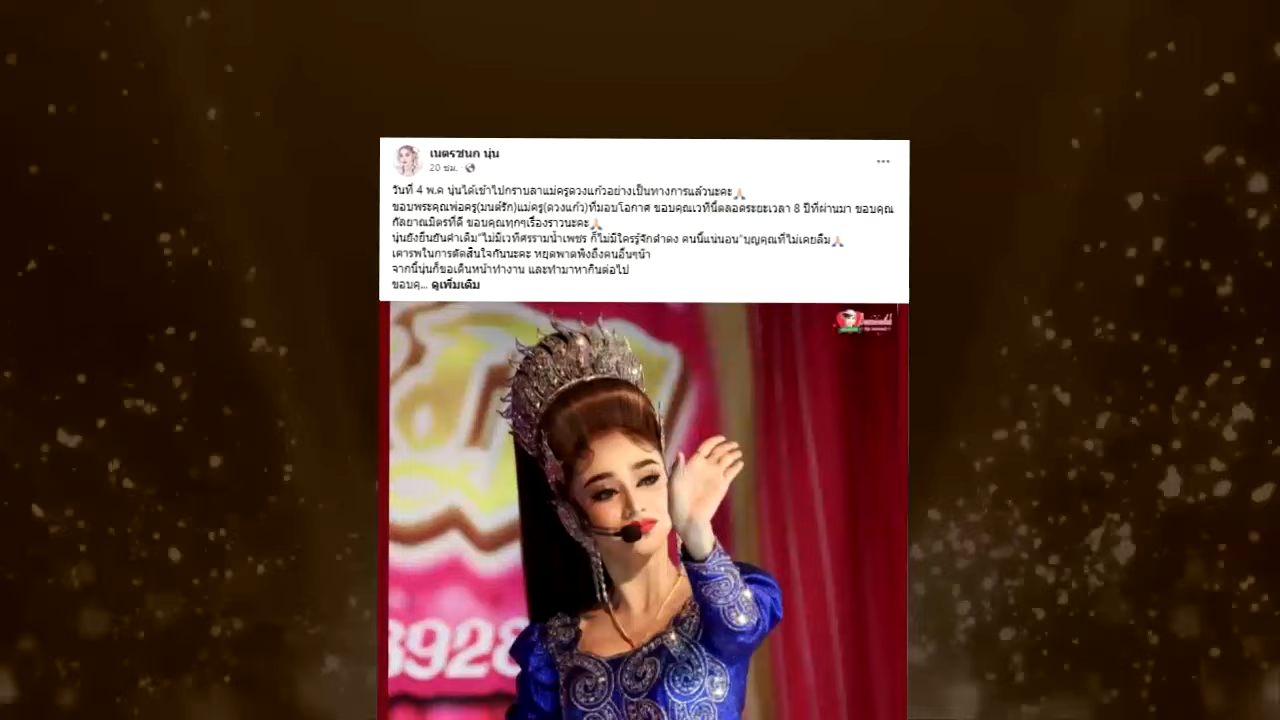 เนตรชนก นุ่น
20 ชม.
วันที่ 4 พ.ค นุ่นได้เข้าไปกราบลาแม่ครูดวงแก้วอย่างเป็นทางการแล้วนะคะ🙏🏻
ขอบพระคุณพ่อครู(มนต์รัก)แม่ครู(ดวงแก้ว)ที่มอบโอกาส ขอบคุณเวทีนี้ตลอดระยะเวลา 8 ปีที่ผ่านมา ขอบคุณ
กัลยาณมิตรที่ดี ขอบคุณทุกๆเรื่องราวนะคะ🙏🏻
นุ่นยังยืนยันคำเดิม"ไม่มีเวทีศรรามน้ำเพชร ก็ไม่มีใครรู้จักดำดง คนนี้แน่นอน"บุญคุณที่ไม่เคยลืม🙏🏻
เคารพในการตัดสินใจกันนะคะ หยุดพาดพิงถึงคนอื่นๆน้า
จากนี้นุ่นก็ขอเดินหน้าทำงาน และทำมาหากินต่อไป
ขอบคุ... ดูเพิ่มเติม
3928